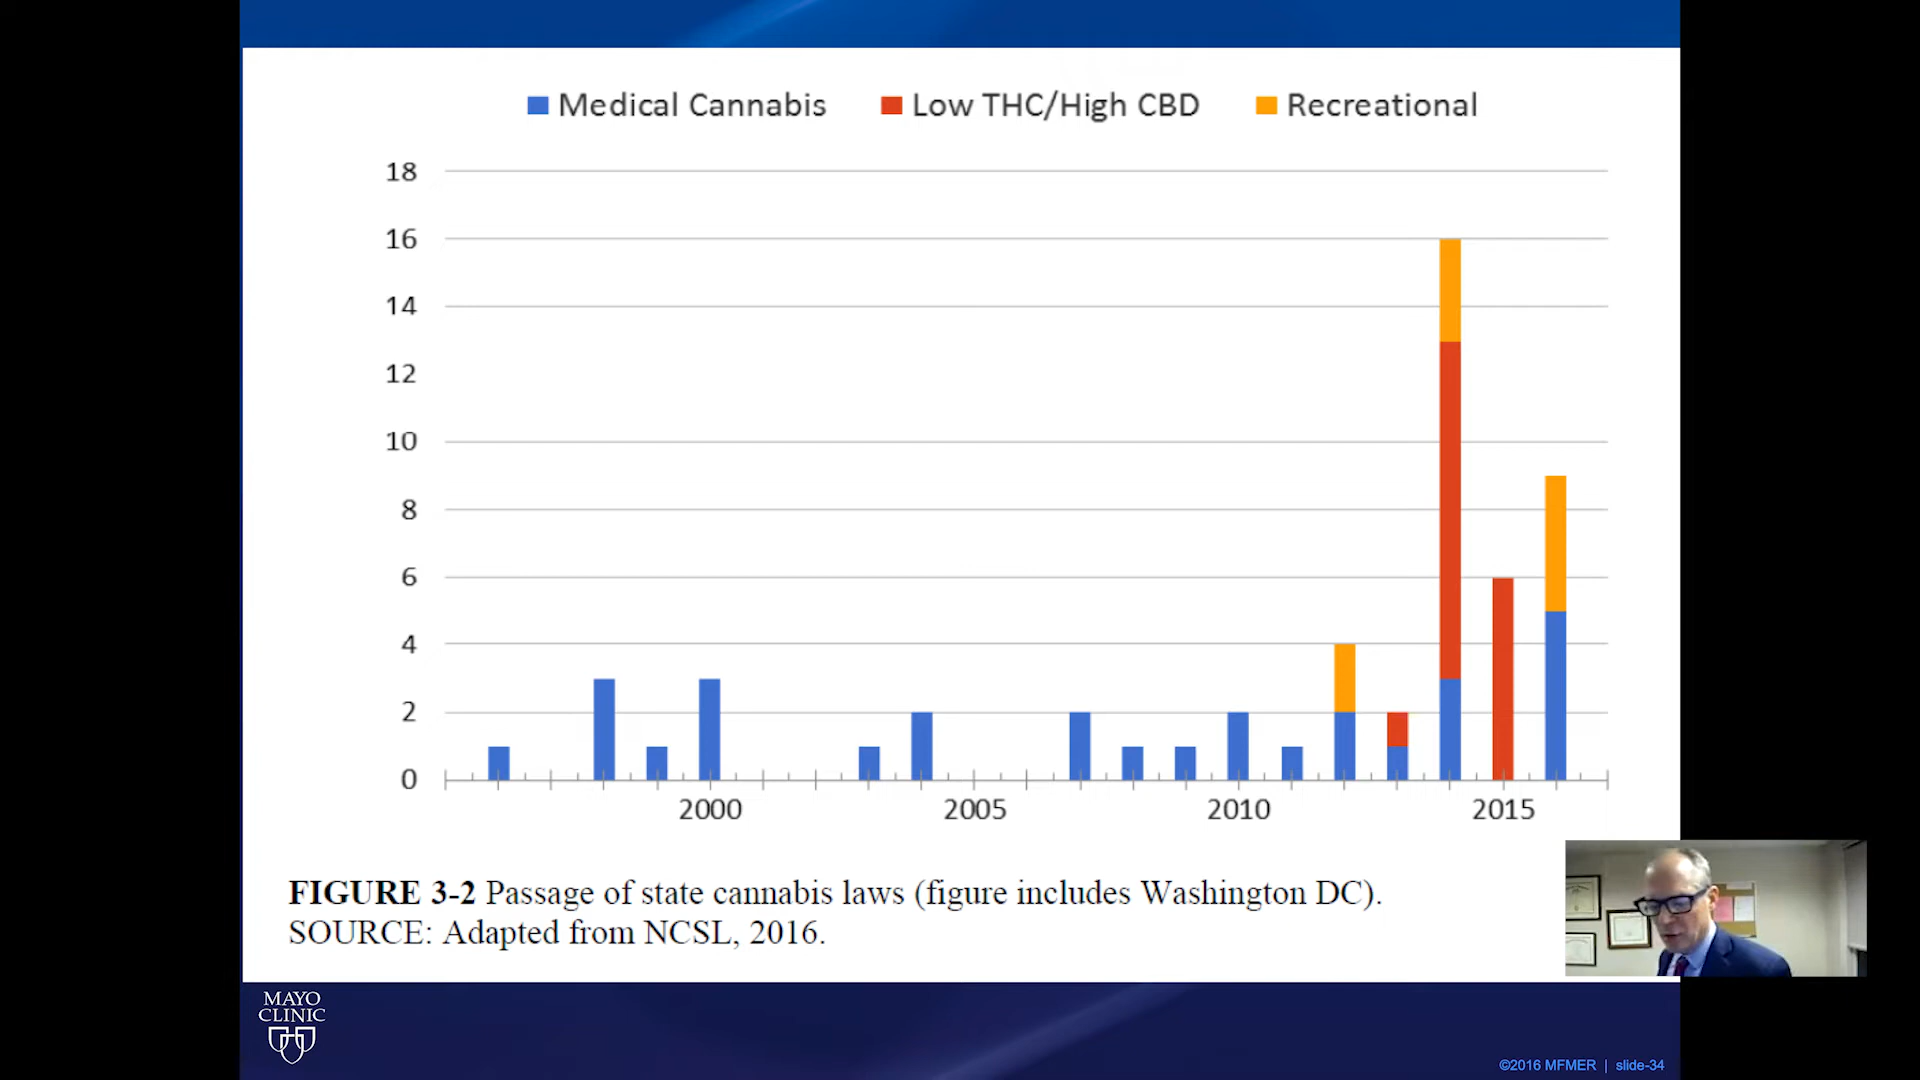 Medical Cannabis Low THC/High CBD Recreational
18
16
14
12
10
8
6
4
2
0
2000 2005 2010 2015
FIGURE 3-2 Passage of state cannabis laws (figure includes Washington DC).
SOURCE: Adapted from NCSL, 2016.
MAYO
CLINIC
©2016 MFMER | slide-34